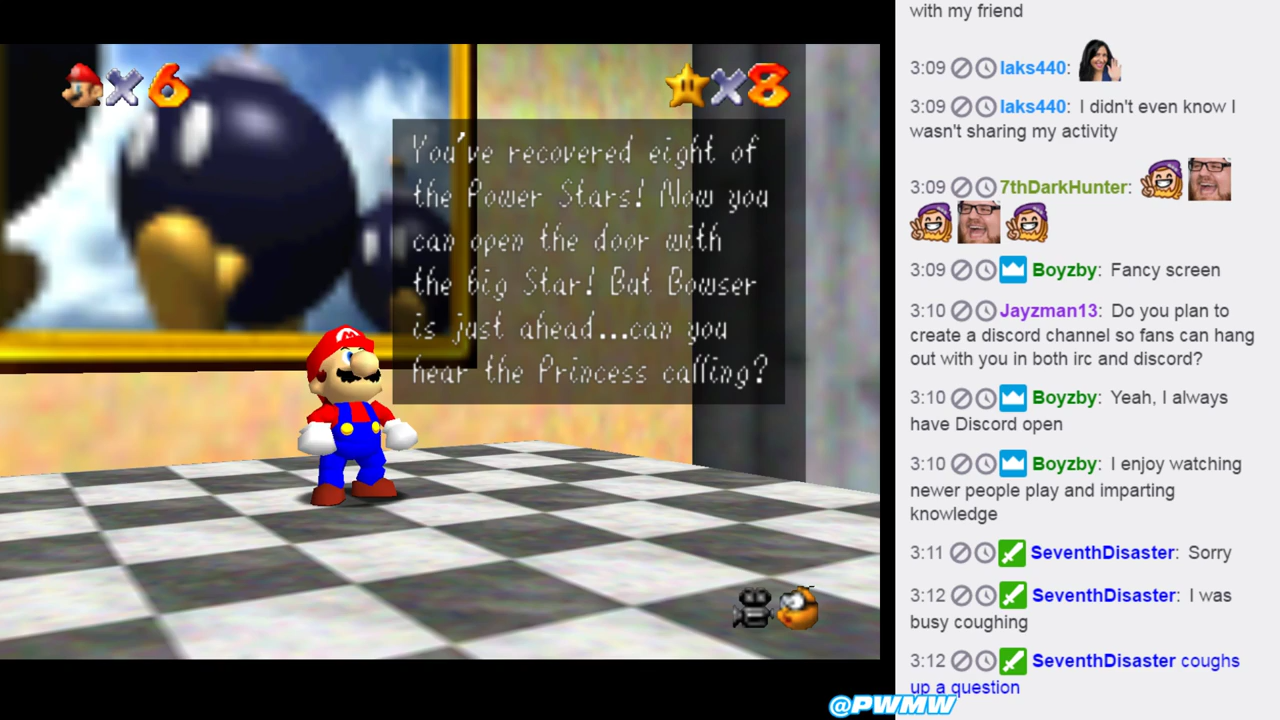 ×6
×8
You've recovered eight of
the Power Stars! Now you
can open the door with
the big Star! But Bowser
is just ahead...can you
hear the Princess calling?
with my friend
3:09 laks440:
3:09 laks440: I didn't even know I
wasn't sharing my activity
3:09 7thDarkHunter:
3:09 Boyzby: Fancy screen
3:10 Jayzman13: Do you plan to
create a discord channel so fans can hang
out with you in both irc and discord?
3:10 Boyzby: Yeah, I always
have Discord open
3:10 Boyzby: I enjoy watching
newer people play and imparting
knowledge
3:11 SeventhDisaster: Sorry
3:12 SeventhDisaster: I was
busy coughing
3:12 SeventhDisaster coughs
up a question
@PWMW